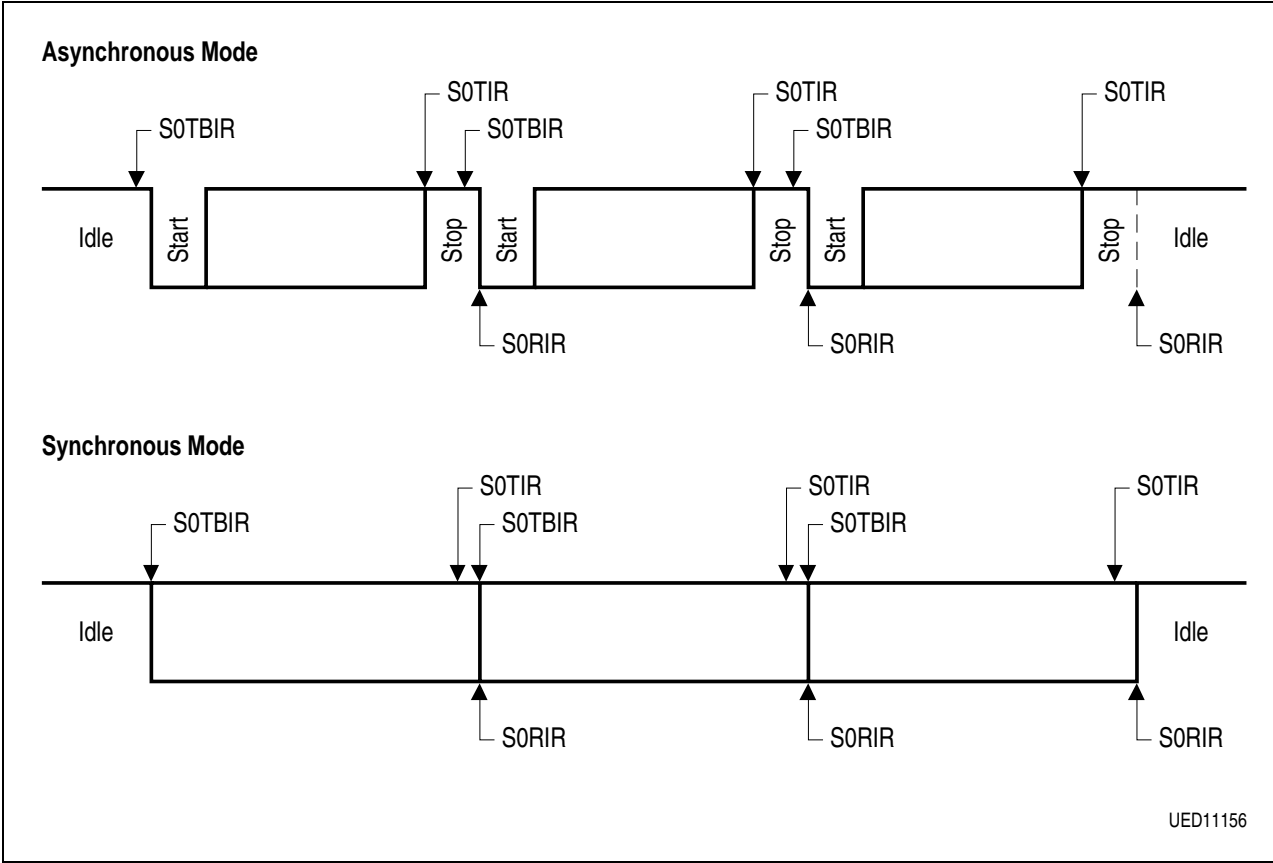 Asynchronous Mode
S0TIR S0TIR S0TIR
S0TBIR S0TBIR S0TBIR
Idle Start Stop Start Stop Start Stop Idle
S0RIR S0RIR S0RIR
Synchronous Mode
S0TIR S0TIR S0TIR
S0TBIR S0TBIR S0TBIR
Idle Idle
S0RIR S0RIR S0RIR
UED11156